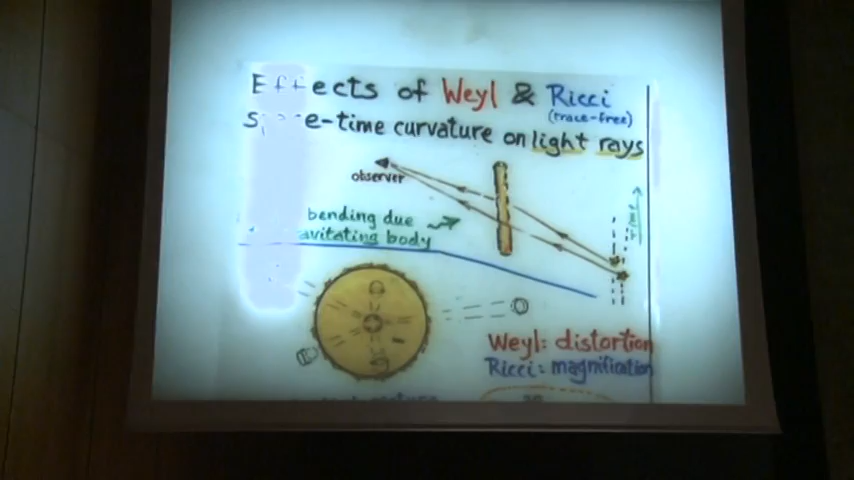 Effects of Weyl & Ricci
(trace-free)
e-time curvature on light rays
observer
time
bending due
avitating body
Weyl: distortion
Ricci: magnification